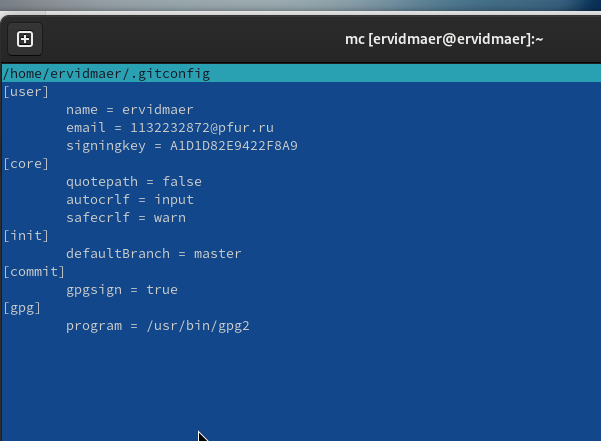 mc [ervidmaer@ervidmaer]:~
/home/ervidmaer/.gitconfig
[user]
        name = ervidmaer
        email = 1132232872@pfur.ru
        signingkey = A1D1D82E9422F8A9
[core]
        quotepath = false
        autocrlf = input
        safecrlf = warn
[init]
        defaultBranch = master
[commit]
        gpgsign = true
[gpg]
        program = /usr/bin/gpg2